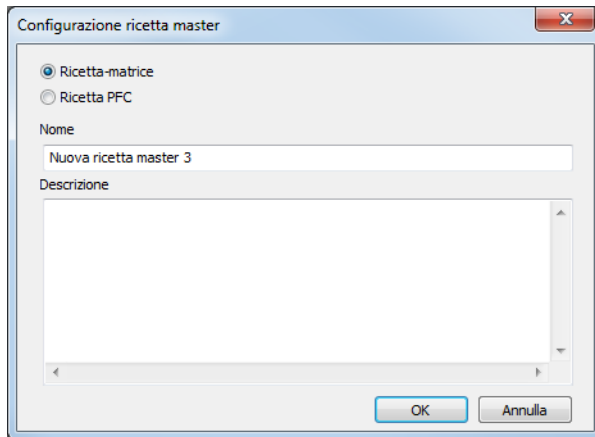 Configurazione ricetta master
Ricetta-matrice
Ricetta PFC
Nome
Nuova ricetta master 3
Descrizione
OK
Annulla